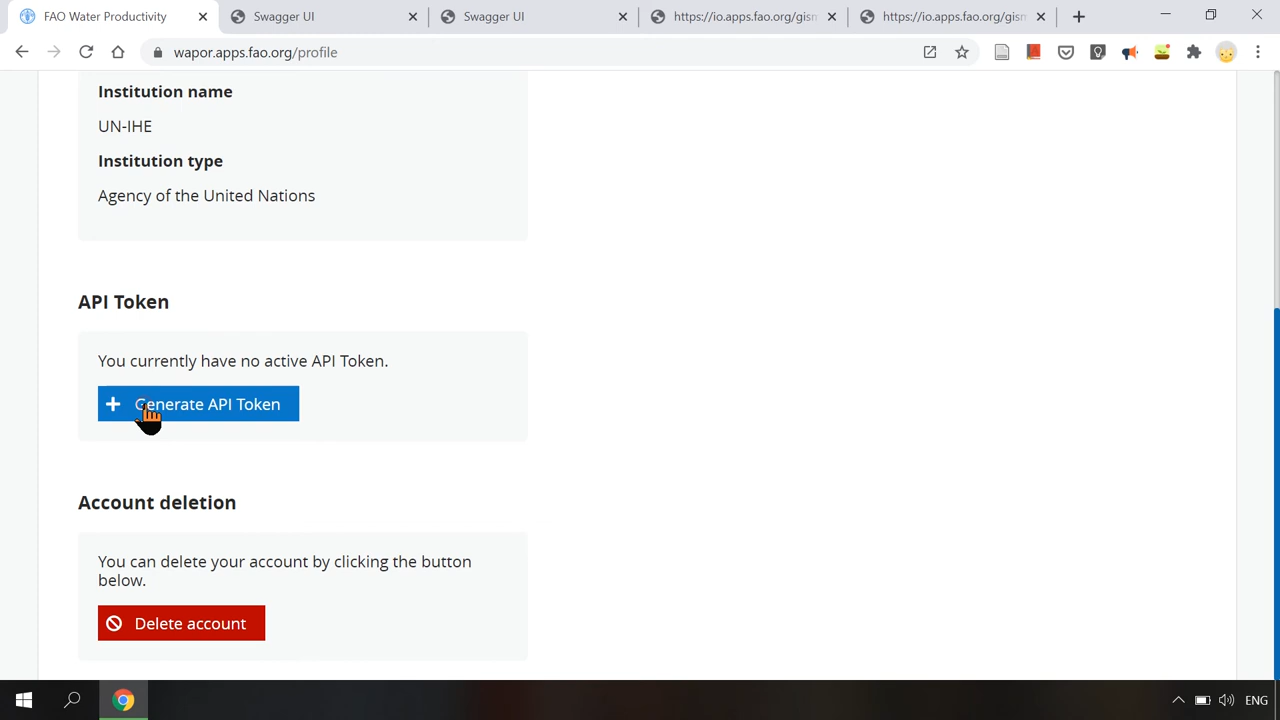 FAO Water Productivity
Swagger UI
Swagger UI
https://io.apps.fao.org/gism
https://io.apps.fao.org/gism
wapor.apps.fao.org/profile
Institution name
UN-IHE
Institution type
Agency of the United Nations
API Token
You currently have no active API Token.
Generate API Token
Account deletion
You can delete your account by clicking the button
below.
Delete account
ENG